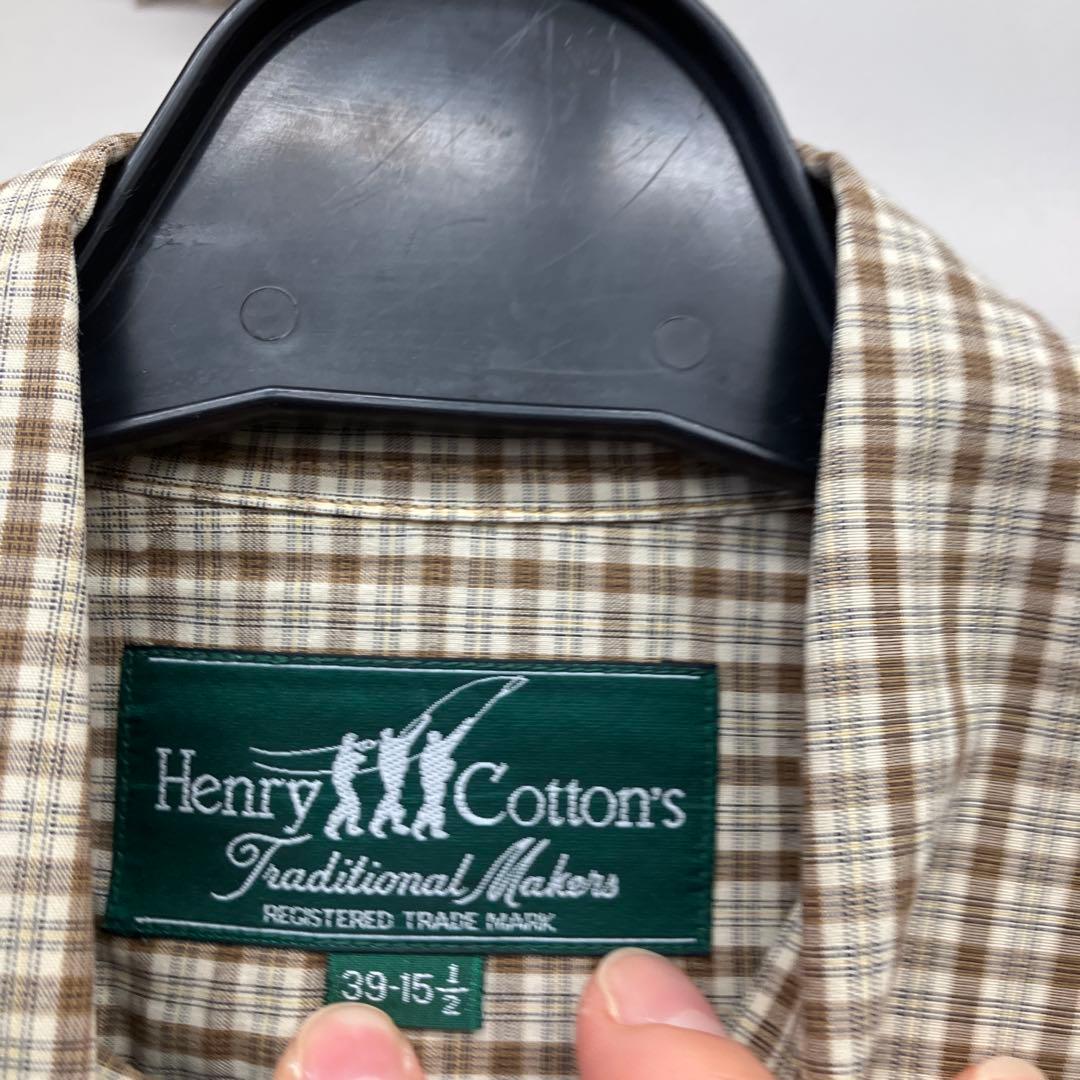 Henry Cotton's
Traditional Makers
REGISTERED TRADE MARK
39-15 1/2